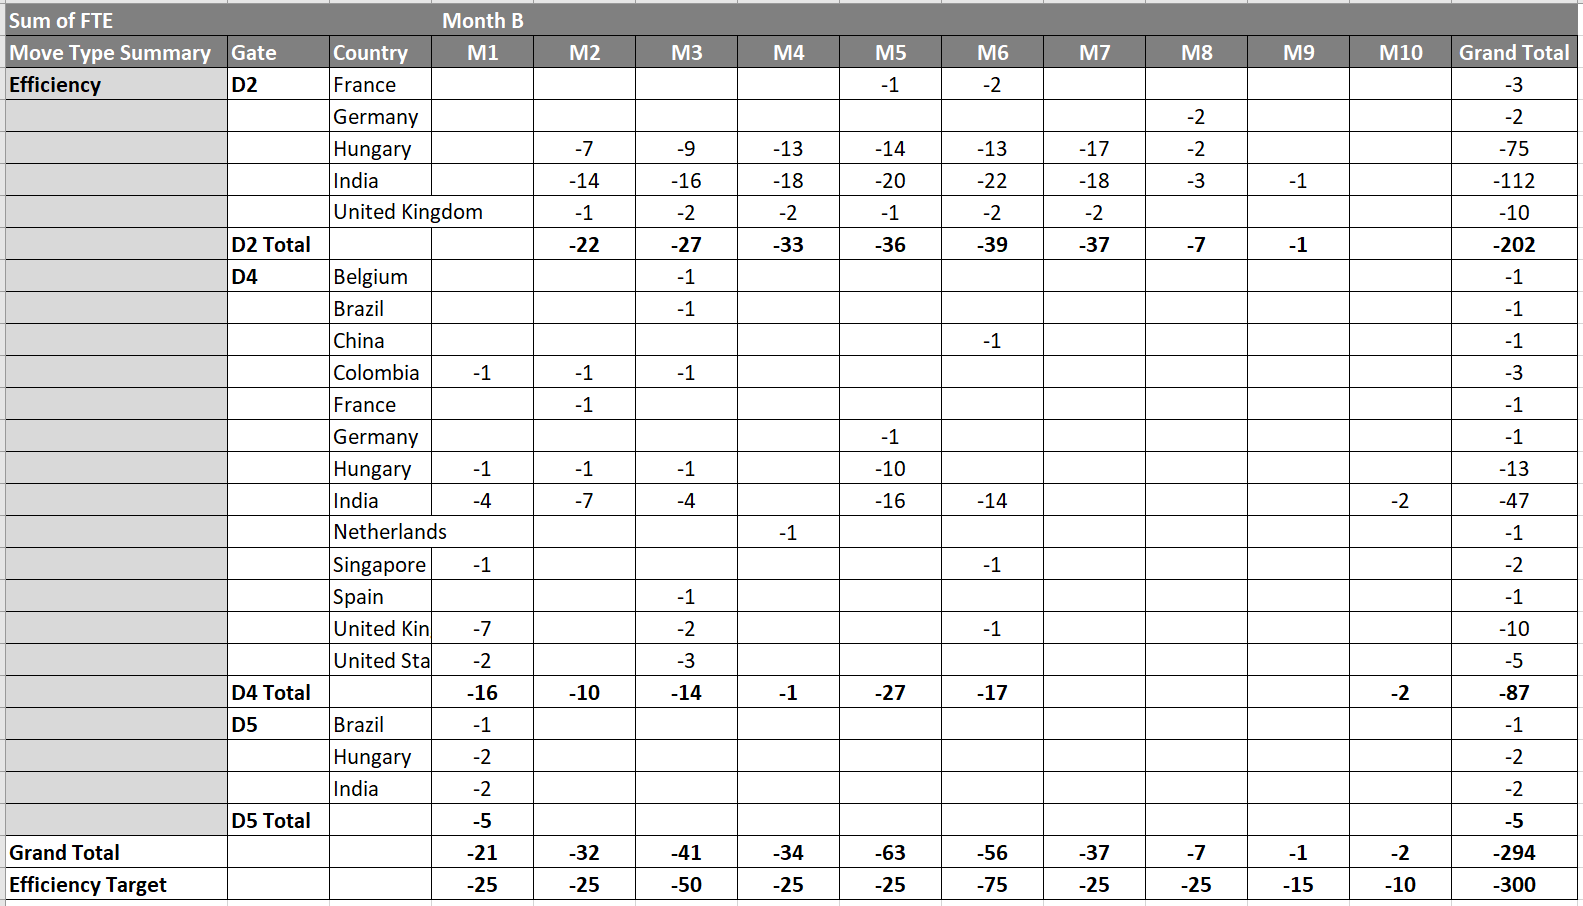 Sum of FTE Month B
Move Type Summary Gate Country M1 M2 M3 M4 M5 M6 M7 M8 M9 M10 Grand Total
Efficiency D2 France -1 -2 -3
Germany -2 -2
Hungary -7 -9 -13 -14 -13 -17 -2 -75
India -14 -16 -18 -20 -22 -18 -3 -1 -112
United Kingdom -1 -2 -2 -1 -2 -2 -10
D2 Total -22 -27 -33 -36 -39 -37 -7 -1 -202
D4 Belgium -1 -1
Brazil -1 -1
China -1 -1
Colombia -1 -1 -1 -3
France -1 -1
Germany -1 -1
Hungary -1 -1 -1 -10 -13
India -4 -7 -4 -16 -14 -2 -47
Netherlands -1 -1
Singapore -1 -1 -2
Spain -1 -1
United Kin -7 -2 -1 -10
United Sta -2 -3 -5
D4 Total -16 -10 -14 -1 -27 -17 -2 -87
D5 Brazil -1 -1
Hungary -2 -2
India -2 -2
D5 Total -5 -5
Grand Total -21 -32 -41 -34 -63 -56 -37 -7 -1 -2 -294
Efficiency Target -25 -25 -50 -25 -25 -75 -25 -25 -15 -10 -300